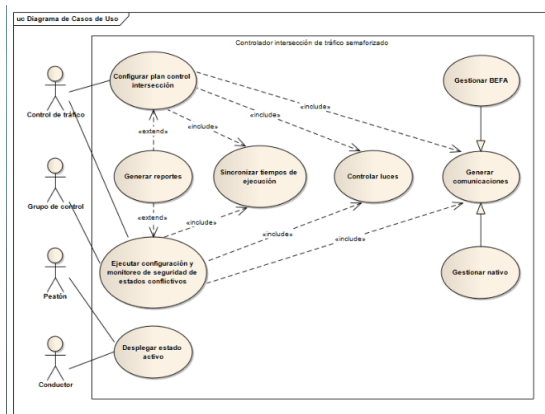 uc Diagrama de Casos de Uso
Controlador intersección de tráfico semaforizado
Configurar plan control
intersección
Gestionar BEFA
Control de tráfico
«include»
«include»
«include»
«extend»
Generar reportes
Sincronizar tiempos de
ejecución
Controlar luces
Generar
comunicaciones
Grupo de control
«extend»
«include»
«include»
«include»
Ejecutar configuración y
monitoreo de seguridad de
estados conflictivos
Gestionar nativo
Peatón
Desplegar estado
activo
Conductor